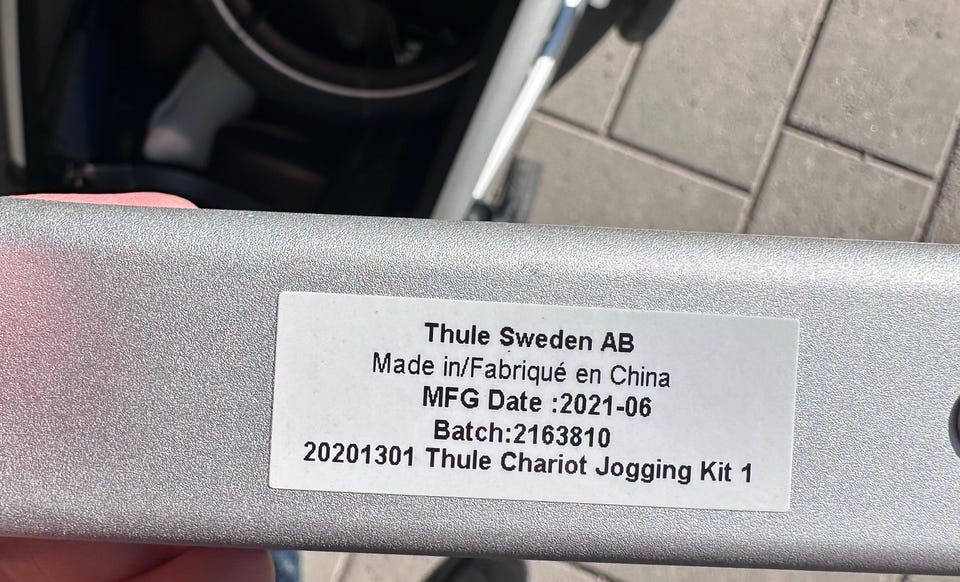 Thule Sweden AB
Made in/Fabriqué en China
MFG Date :2021-06
Batch:2163810
20201301 Thule Chariot Jogging Kit 1